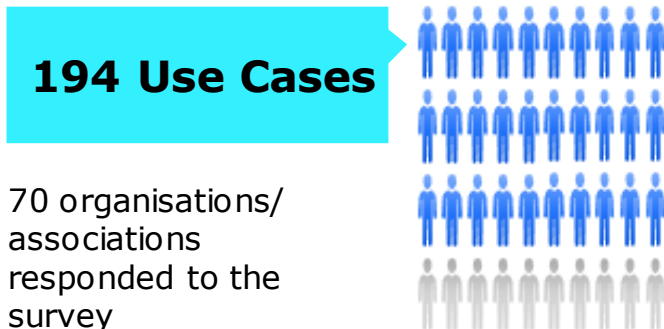 194 Use Cases
70 organisations/
associations
responded to the
survey